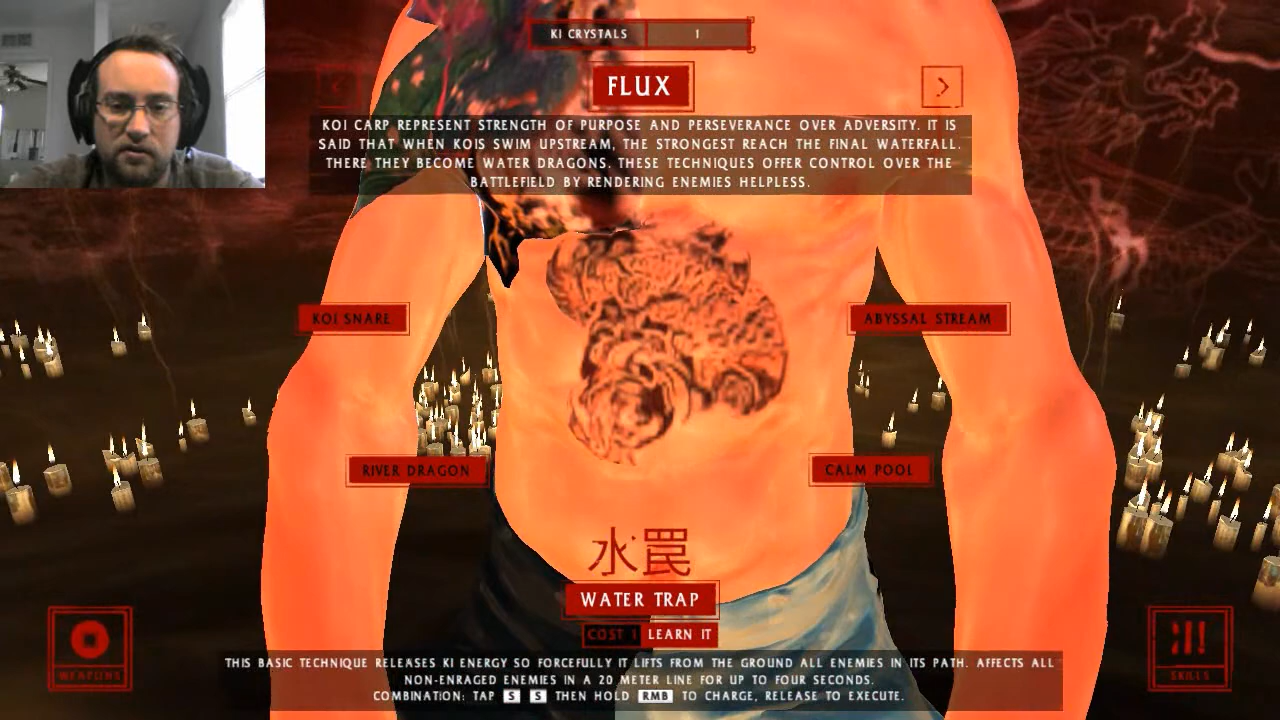 KI CRYSTALS 1
FLUX
>
KOI CARP REPRESENT STRENGTH OF PURPOSE AND PERSEVERANCE OVER ADVERSITY. IT IS
SAID THAT WHEN KOIS SWIM UPSTREAM, THE STRONGEST REACH THE FINAL WATERFALL.
THERE THEY BECOME WATER DRAGONS. THESE TECHNIQUES OFFER CONTROL OVER THE
BATTLEFIELD BY RENDERING ENEMIES HELPLESS.
KOI SNARE
ABYSSAL STREAM
RIVER DRAGON
CALM POOL
水罠
WATER TRAP
COST 1 LEARN IT
WEAPONS
SKILLS
THIS BASIC TECHNIQUE RELEASES KI ENERGY SO FORCEFULLY IT LIFTS FROM THE GROUND ALL ENEMIES IN ITS PATH. AFFECTS ALL
NON-ENRAGED ENEMIES IN A 20 METER LINE FOR UP TO FOUR SECONDS.
COMBINATION: TAP S S THEN HOLD RMB TO CHARGE, RELEASE TO EXECUTE.